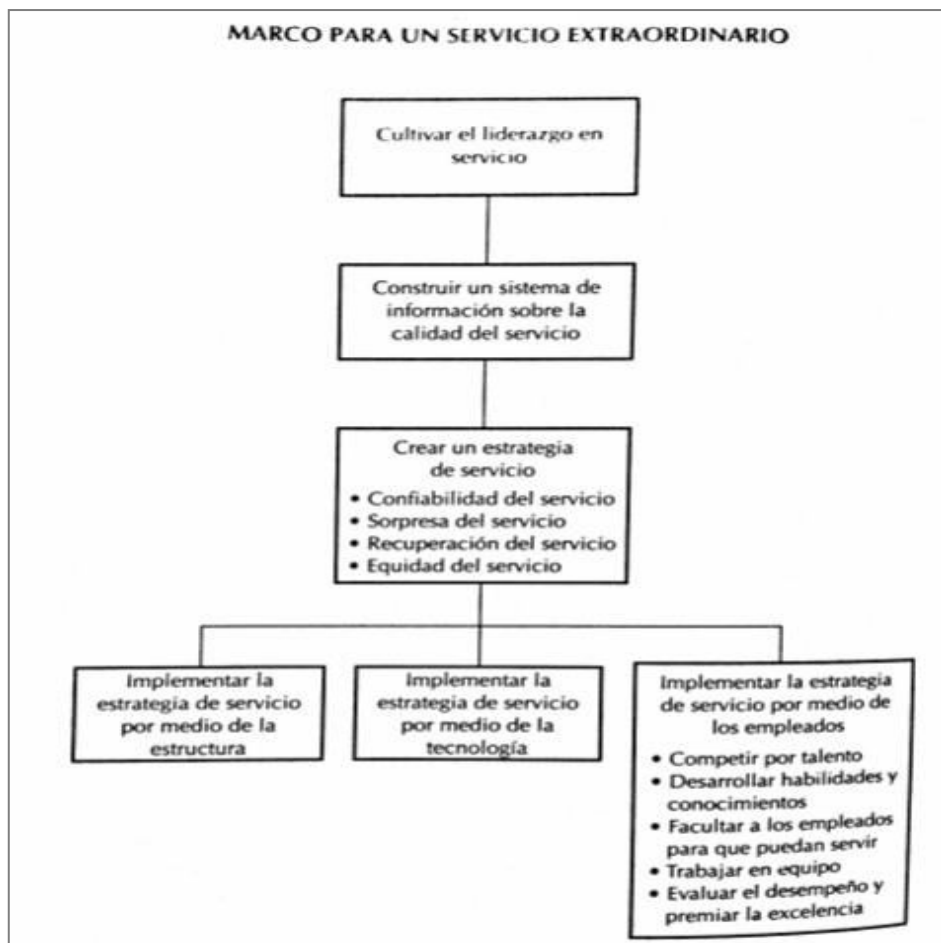 MARCO PARA UN SERVICIO EXTRAORDINARIO
Cultivar el liderazgo en
servicio
Construir un sistema de
información sobre la
calidad del servicio
Crear un estrategia
de servicio
• Confiabilidad del servicio
• Sorpresa del servicio
• Recuperación del servicio
• Equidad del servicio
Implementar la
estrategia de servicio
por medio de la
estructura
Implementar la
estrategia de servicio
por medio de la
tecnología
Implementar la estrategia
de servicio por medio de
los empleados
• Competir por talento
• Desarrollar habilidades y
conocimientos
• Facultar a los empleados
para que puedan servir
• Trabajar en equipo
• Evaluar el desempeño y
premiar la excelencia